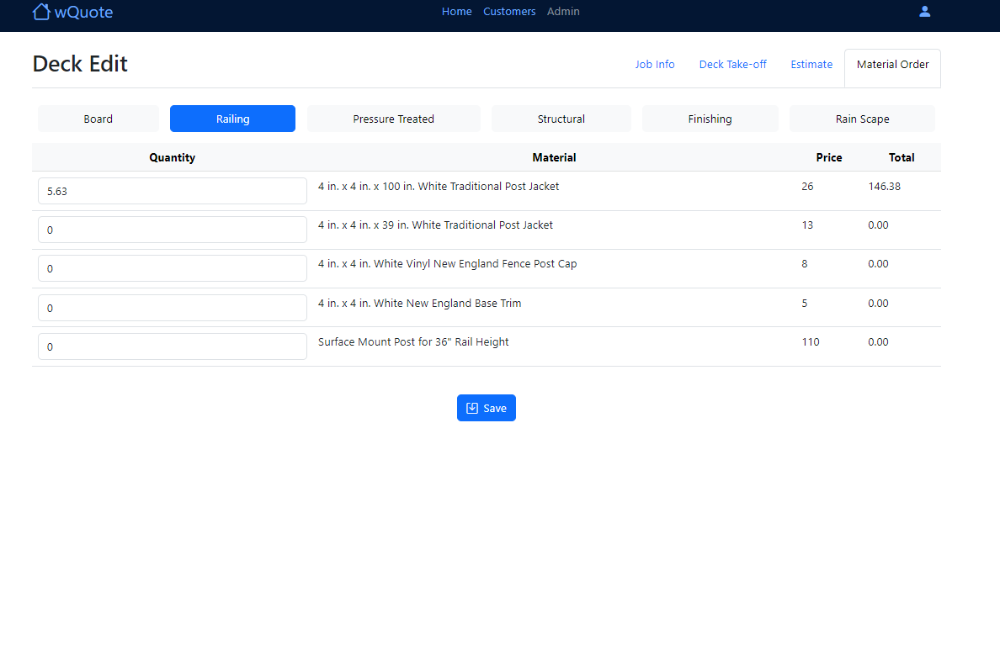 wQuote Home Customers Admin
Deck Edit Job Info Deck Take-off Estimate Material Order
Board Railing Pressure Treated Structural Finishing Rain Scape
Quantity Material Price Total
5.63 4 in. x 4 in. x 100 in. White Traditional Post Jacket 26 146.38
0 4 in. x 4 in. x 39 in. White Traditional Post Jacket 13 0.00
0 4 in. x 4 in. White Vinyl New England Fence Post Cap 8 0.00
0 4 in. x 4 in. White New England Base Trim 5 0.00
0 Surface Mount Post for 36" Rail Height 110 0.00
Save